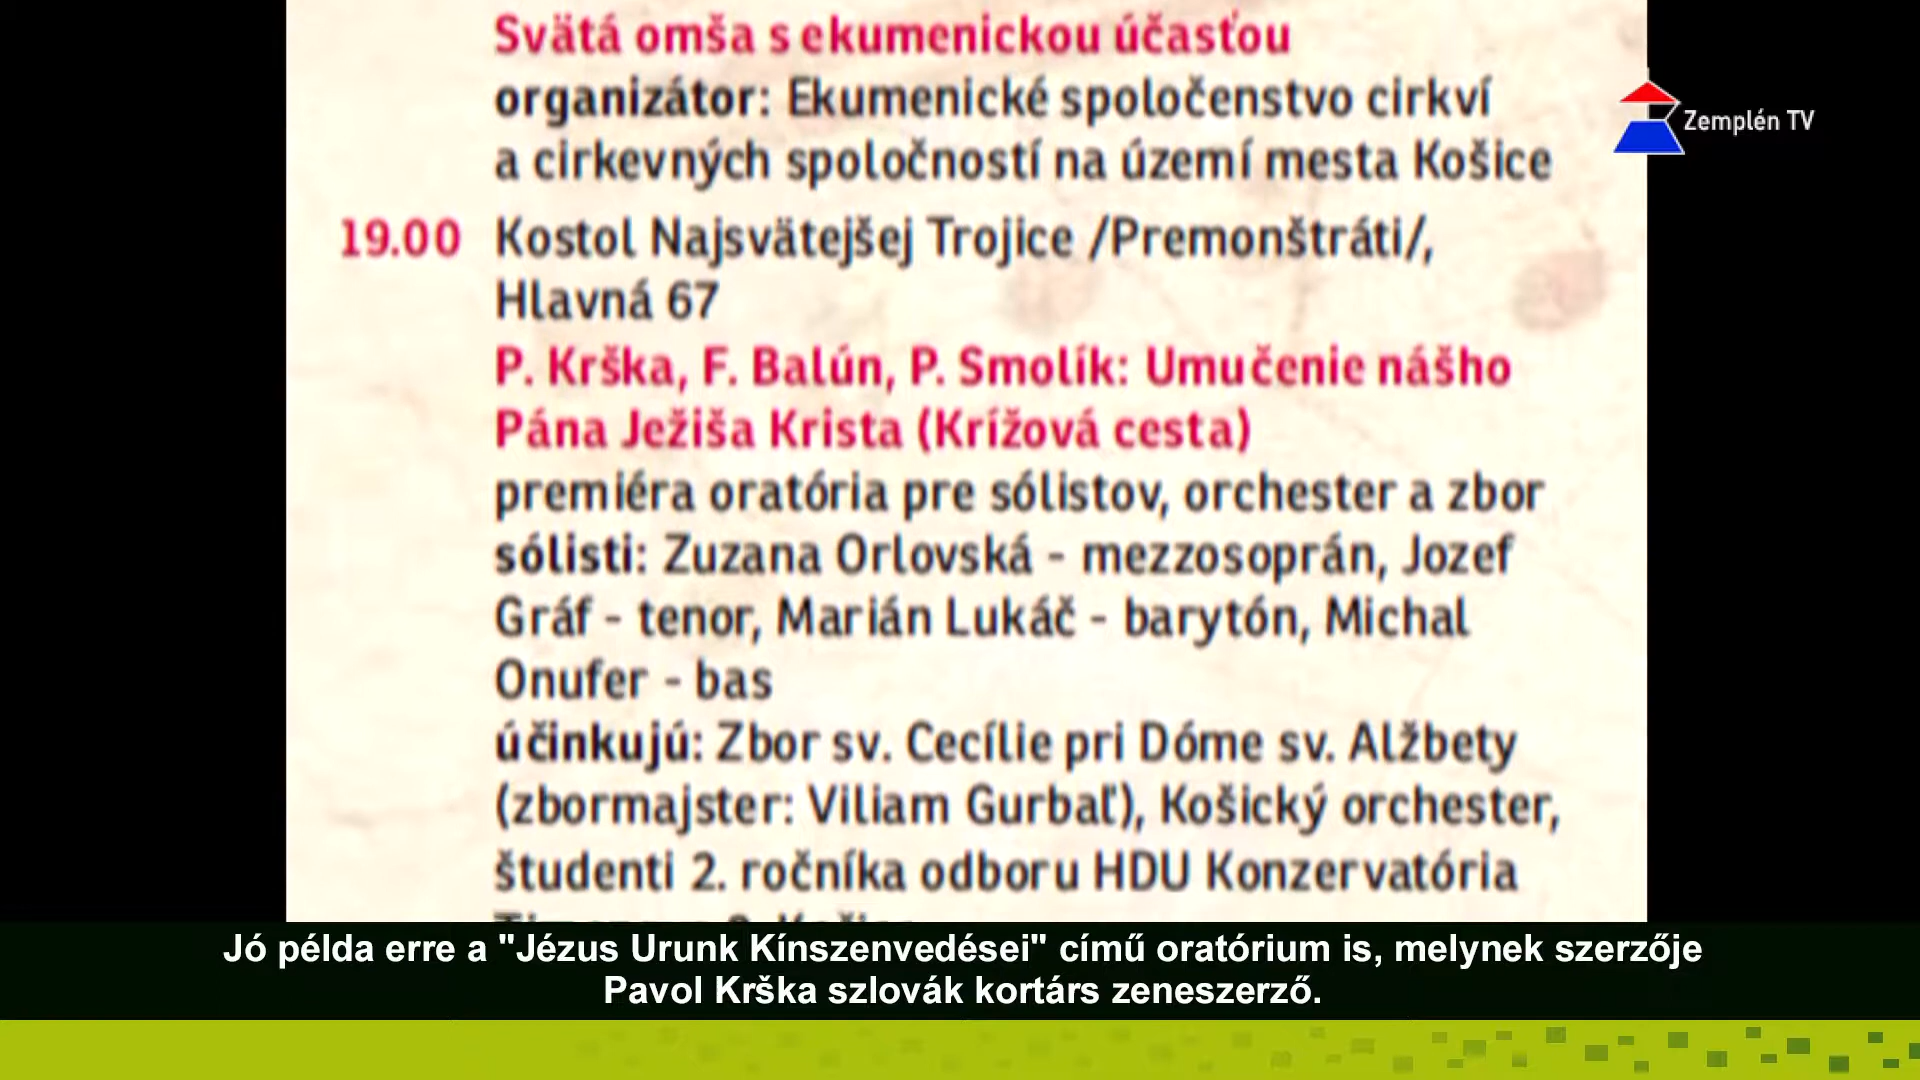 Svätá omša s ekumenickou účasťou
organizátor: Ekumenické spoločenstvo cirkví
a cirkevných spoločností na území mesta Košice
Zemplén TV
19.00 Kostol Najsvätejšej Trojice /Premonštráti/,
Hlavná 67
P. Krška, F. Balún, P. Smolík: Umučenie nášho
Pána Ježiša Krista (Krížová cesta)
premiéra oratória pre sólistov, orchester a zbor
sólisti: Zuzana Orlovská - mezzosoprán, Jozef
Gráf - tenor, Marián Lukáč - barytón, Michal
Onufer - bas
účinkujú: Zbor sv. Cecílie pri Dóme sv. Alžbety
(zbormajster: Viliam Gurbaľ), Košický orchester,
študenti 2. ročníka odboru HDU Konzervatória
Jó példa erre a "Jézus Urunk Kínszenvedései" című oratórium is, melynek szerzője
Pavol Krška szlovák kortárs zeneszerző.